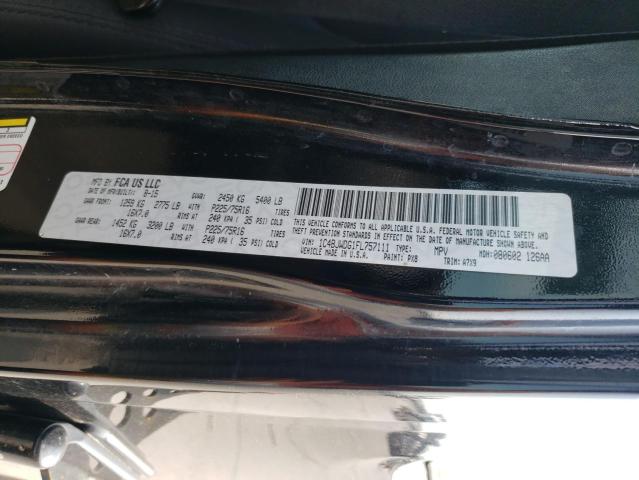 MFD BY FCA US LLC
DATE OF MFR/BUILT: 8-15 GVWR: 2450 KG 5400 LB
GAWR FRONT: 1259 KG 2775 LB WITH P225/75R16 TIRES
16X7.0 RIMS AT 240 KPA ( 35 PSI) COLD
GAWR REAR: 1452 KG 3200 LB WITH P225/75R16 TIRES
16X7.0 RIMS AT 240 KPA ( 35 PSI) COLD
THIS VEHICLE CONFORMS TO ALL APPLICABLE U.S.A. FEDERAL MOTOR VEHICLE SAFETY AND
THEFT PREVENTION STANDARDS IN EFFECT ON THE DATE OF MANUFACTURE SHOWN ABOVE.
VIN: 1C4BJWDG1FL757111 TYPE: MPV MDH: 080602 126AA
VEHICLE MADE IN U.S.A. PAINT: PX8 TRIM: A7X9